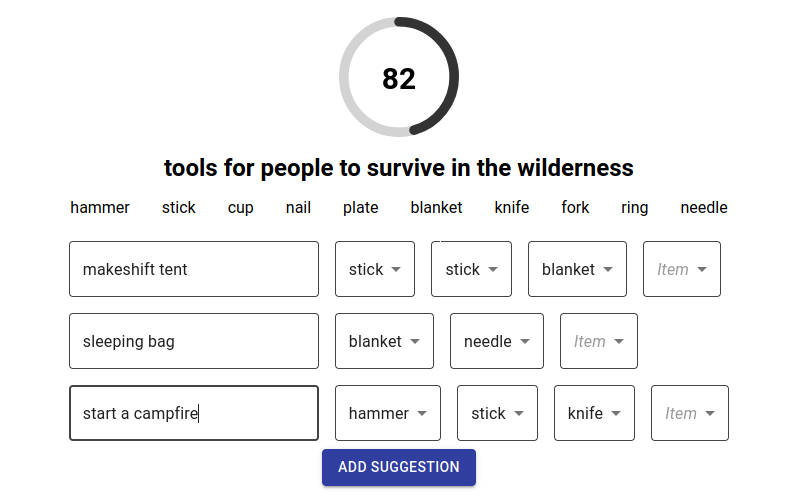 82
tools for people to survive in the wilderness
hammer stick cup nail plate blanket knife fork ring needle
makeshift tent stick stick blanket Item
sleeping bag blanket needle Item
start a campfire hammer stick knife Item
ADD SUGGESTION